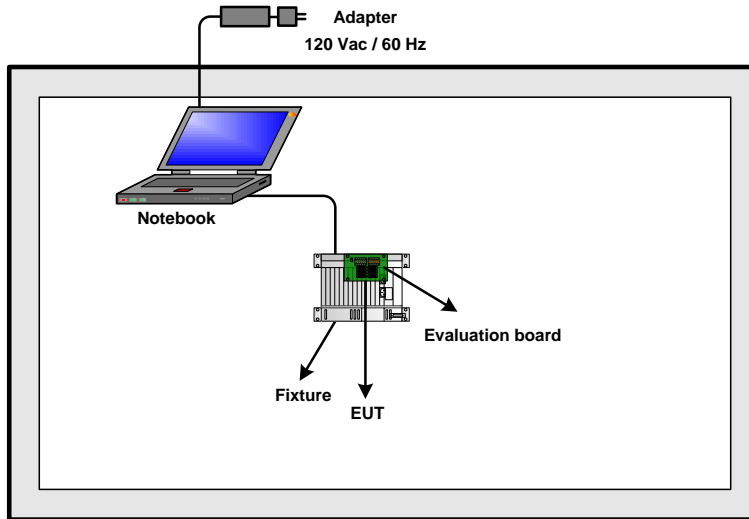 Adapter
120 Vac / 60 Hz
Notebook
Evaluation board
Fixture
EUT